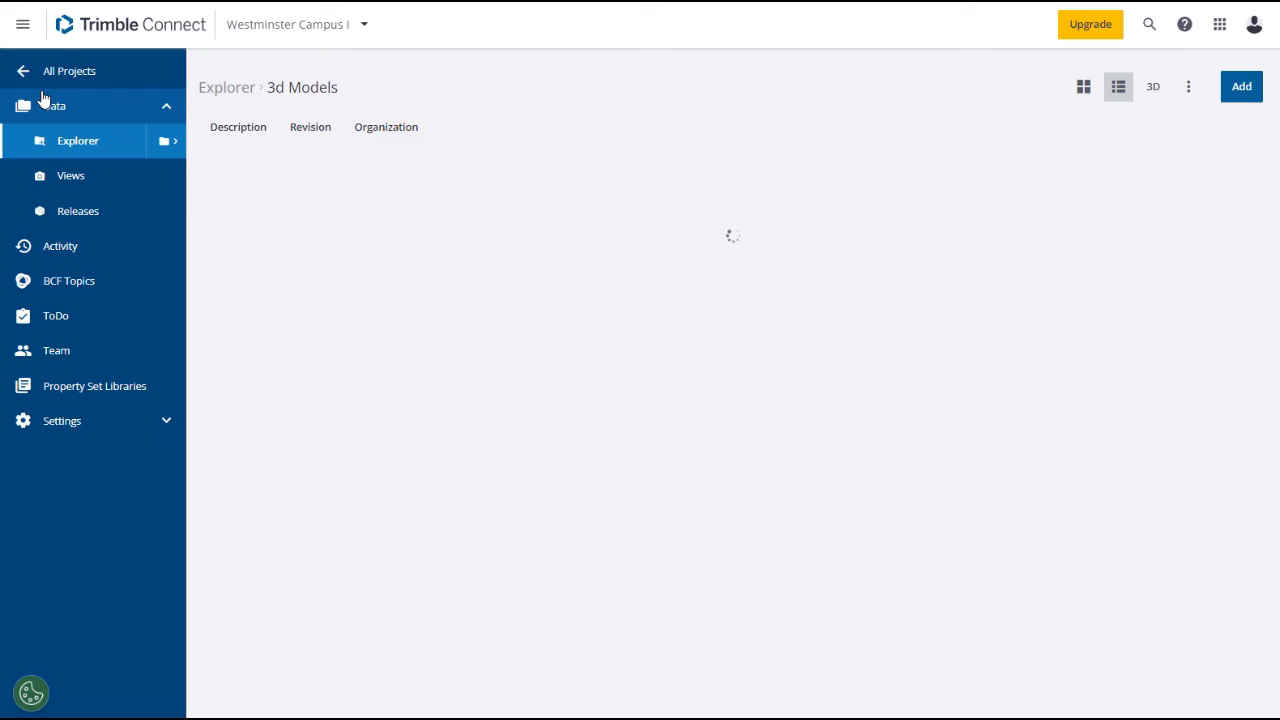 Trimble Connect
Westminster Campus I
Upgrade
All Projects
Data
Explorer
Views
Releases
Activity
BCF Topics
ToDo
Team
Property Set Libraries
Settings
Explorer › 3d Models
3D
Add
Description Revision Organization